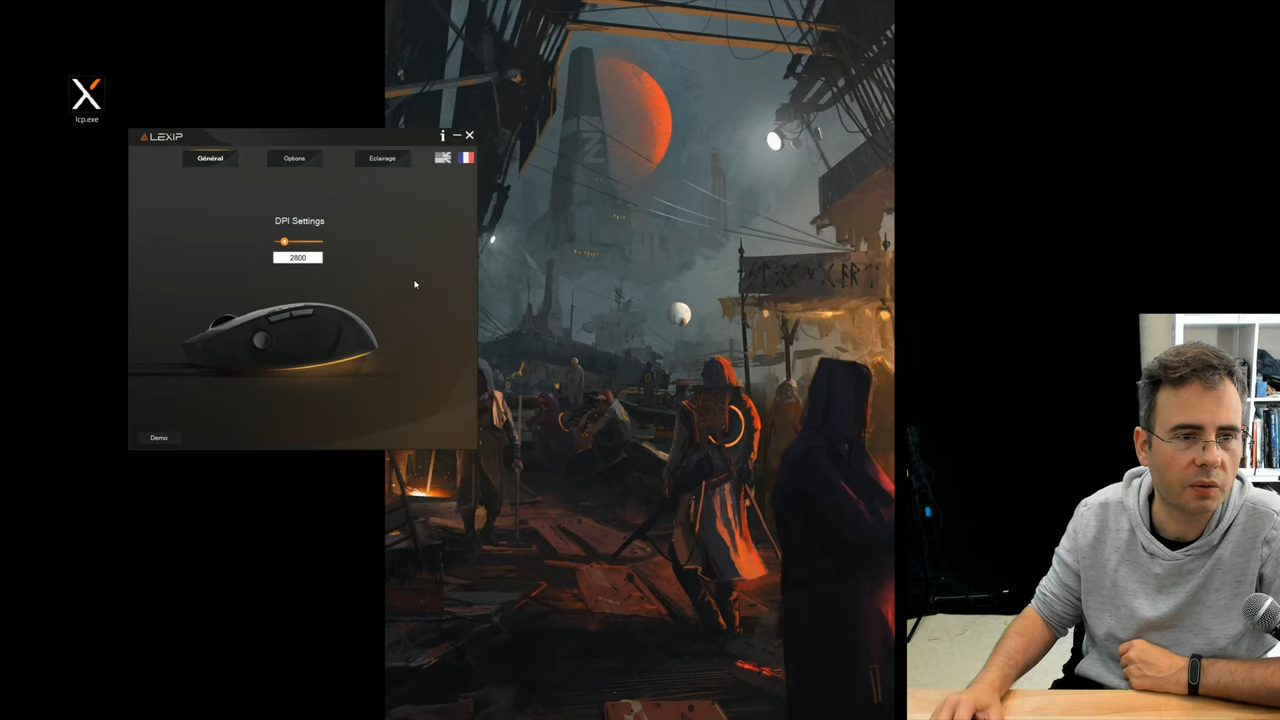 lcp.exe
LEXIP
Général
Options
Eclairage
DPI Settings
2800
Demo